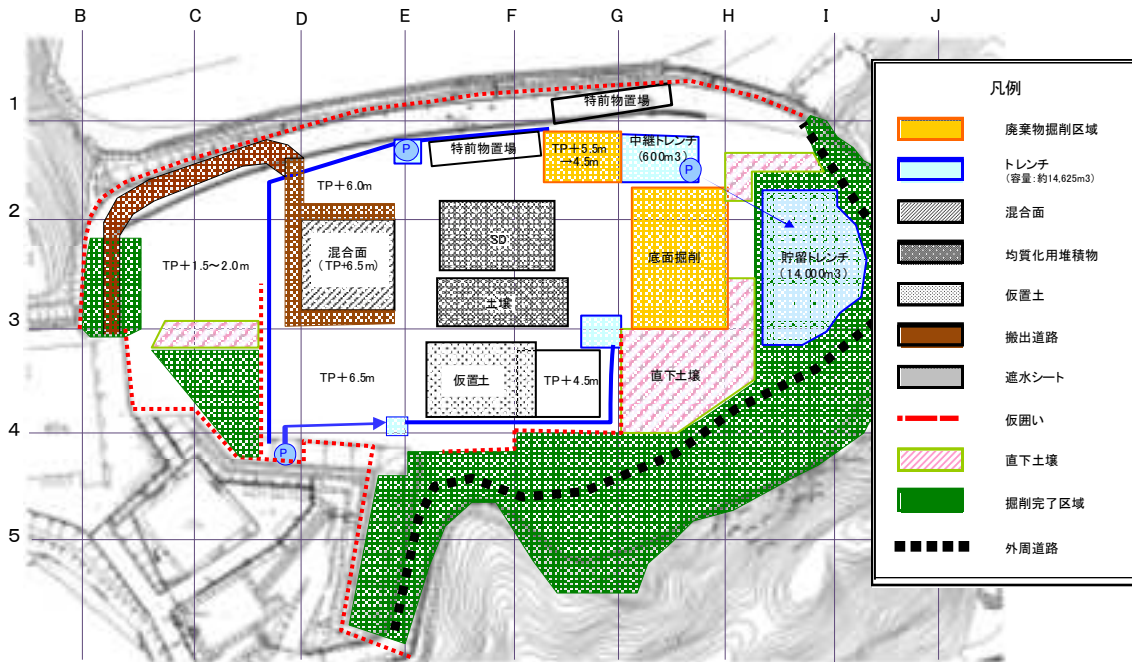 B
C
D
E
F
G
H
I
J
1
2
3
4
5
特前物置場
特前物置場
TP+5.5m
→4.5m
中継トレンチ
(600m3)
P
P
TP+6.0m
SD
混合面
(TP+6.5m)
TP+1.5～2.0m
底面掘削
貯留トレンチ
(14,000m3)
土壌
TP+6.5m
仮置土
TP+4.5m
直下土壌
P
凡例
廃棄物掘削区域
トレンチ
(容量：約14,625m3)
混合面
均質化用堆積物
仮置土
搬出道路
遮水シート
仮囲い
直下土壌
掘削完了区域
外周道路